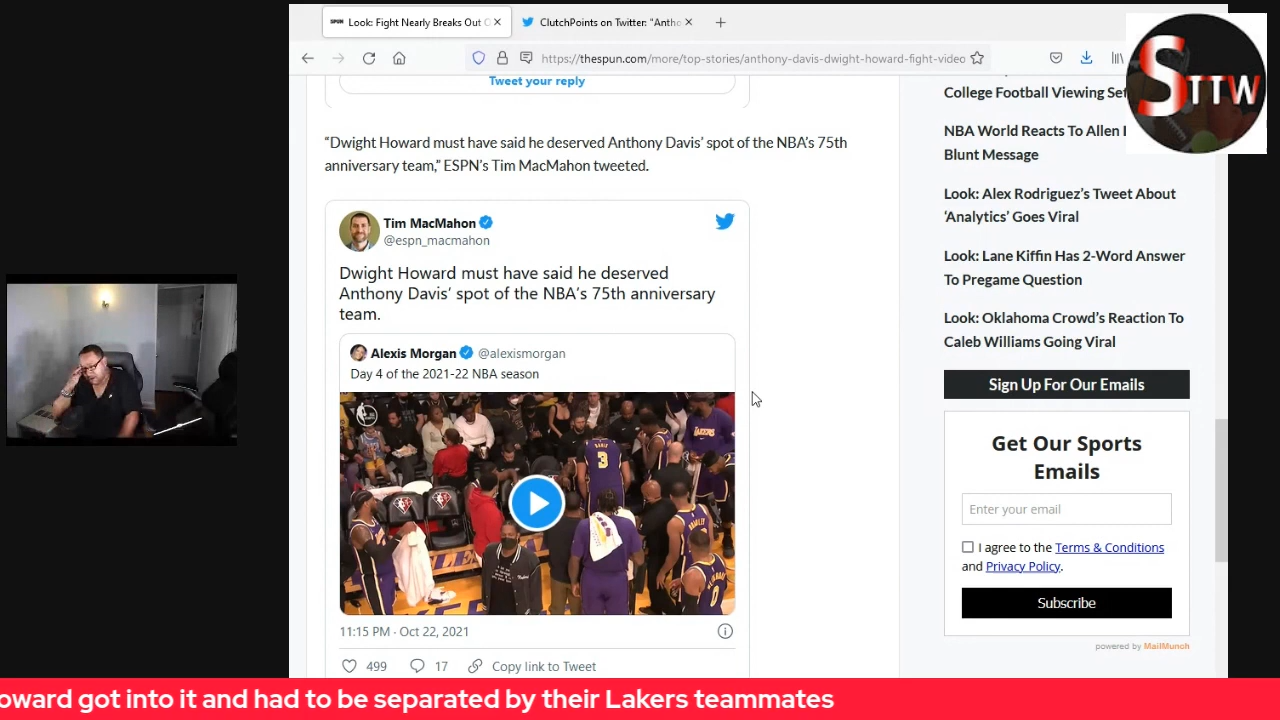 SPUN Look: Fight Nearly Breaks Out O
ClutchPoints on Twitter: "Antho
https://thespun.com/more/top-stories/anthony-davis-dwight-howard-fight-video
STTW
Tweet your reply
“Dwight Howard must have said he deserved Anthony Davis’ spot of the NBA’s 75th
anniversary team,” ESPN’s Tim MacMahon tweeted.
Tim MacMahon
@espn_macmahon
Dwight Howard must have said he deserved
Anthony Davis’ spot of the NBA’s 75th anniversary
team.
Alexis Morgan @alexismorgan
Day 4 of the 2021-22 NBA season
LAKERS
DAVIS
3
0
11:15 PM · Oct 22, 2021
499 17 Copy link to Tweet
College Football Viewing Set
NBA World Reacts To Allen I
Blunt Message
Look: Alex Rodriguez’s Tweet About
‘Analytics’ Goes Viral
Look: Lane Kiffin Has 2-Word Answer
To Pregame Question
Look: Oklahoma Crowd’s Reaction To
Caleb Williams Going Viral
Sign Up For Our Emails
Get Our Sports
Emails
Enter your email
I agree to the Terms & Conditions
and Privacy Policy.
Subscribe
powered by MailMunch
oward got into it and had to be separated by their Lakers teammates